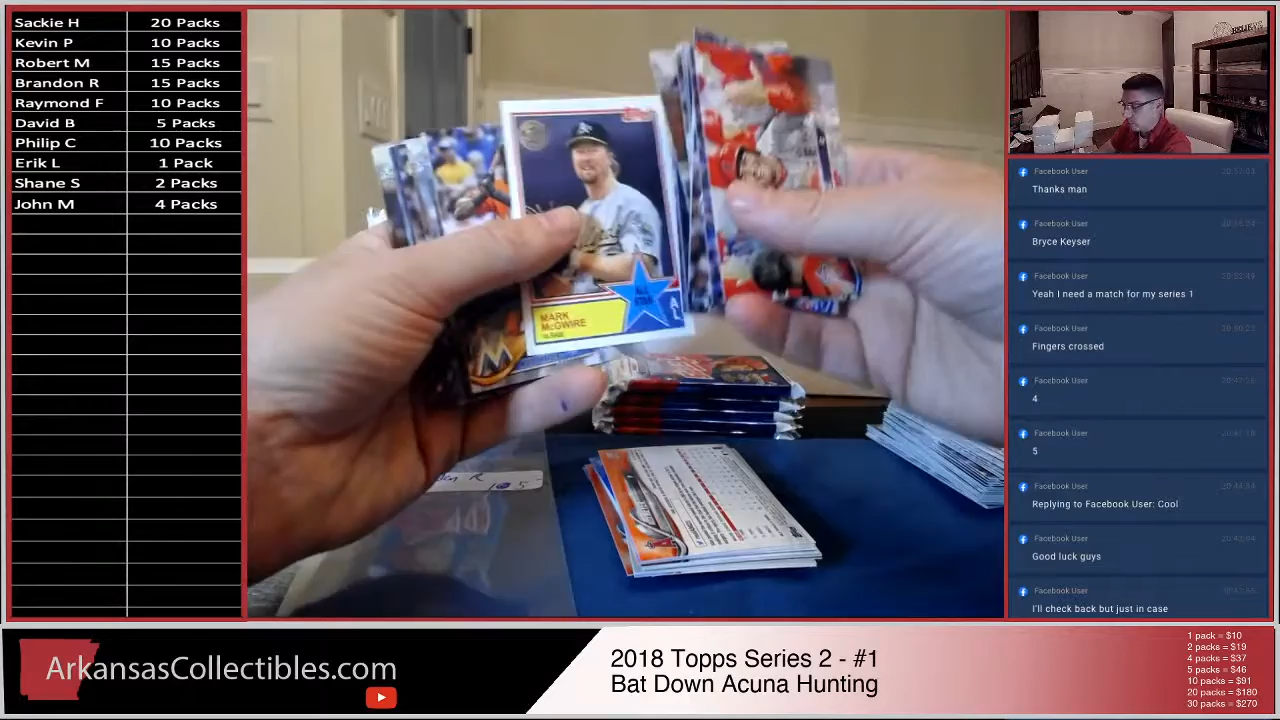 Sackie H 20 Packs
Kevin P 10 Packs
Robert M 15 Packs
Brandon R 15 Packs
Raymond F 10 Packs
David B 5 Packs
Philip C 10 Packs
Erik L 1 Pack
Shane S 2 Packs
John M 4 Packs
MARK
McGWIRE
AL
Facebook User
Thanks man
Facebook User
Bryce Keyser
Facebook User
Yeah I need a match for my series 1
Facebook User
Fingers crossed
Facebook User
4
Facebook User
5
Facebook User
Replying to Facebook User: Cool
Facebook User
Good luck guys
Facebook User
I'll check back but just in case
ArkansasCollectibles.com
2018 Topps Series 2 - #1
Bat Down Acuna Hunting
1 pack = $10
2 packs = $19
4 packs = $37
5 packs = $46
10 packs = $91
20 packs = $180
30 packs = $270